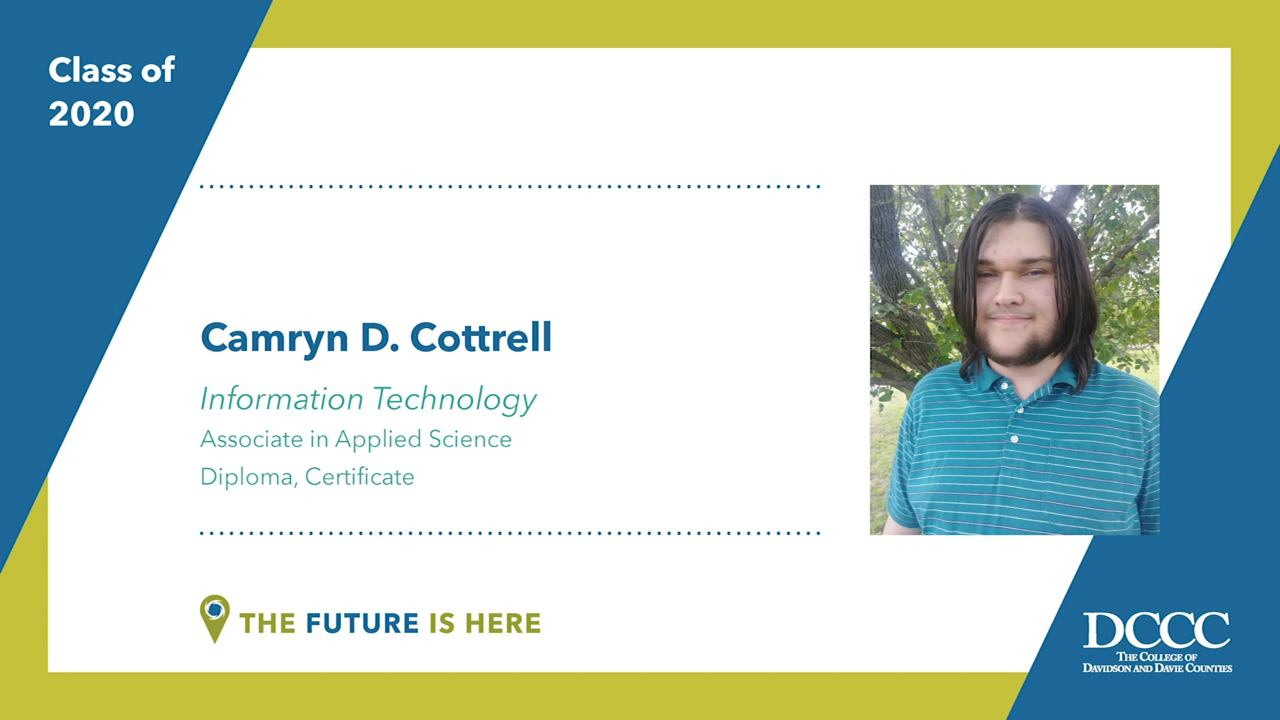 Class of
2020
Camryn D. Cottrell
Information Technology
Associate in Applied Science
Diploma, Certificate
THE FUTURE IS HERE
DCCC
THE COLLEGE OF
DAVIDSON AND DAVIE COUNTIES